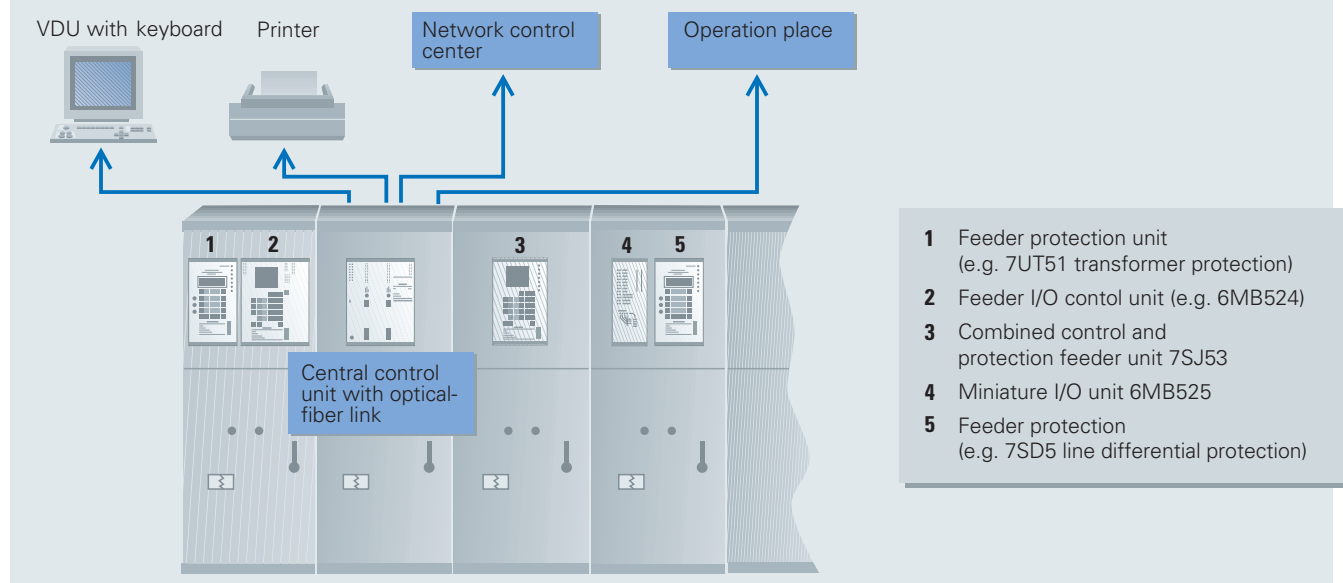 VDU with keyboard
Printer
Network control
center
Operation place
1
2
3
4
5
Central control
unit with optical-
fiber link
1 Feeder protection unit
(e.g. 7UT51 transformer protection)
2 Feeder I/O contol unit (e.g. 6MB524)
3 Combined control and
protection feeder unit 7SJ53
4 Miniature I/O unit 6MB525
5 Feeder protection
(e.g. 7SD5 line differential protection)